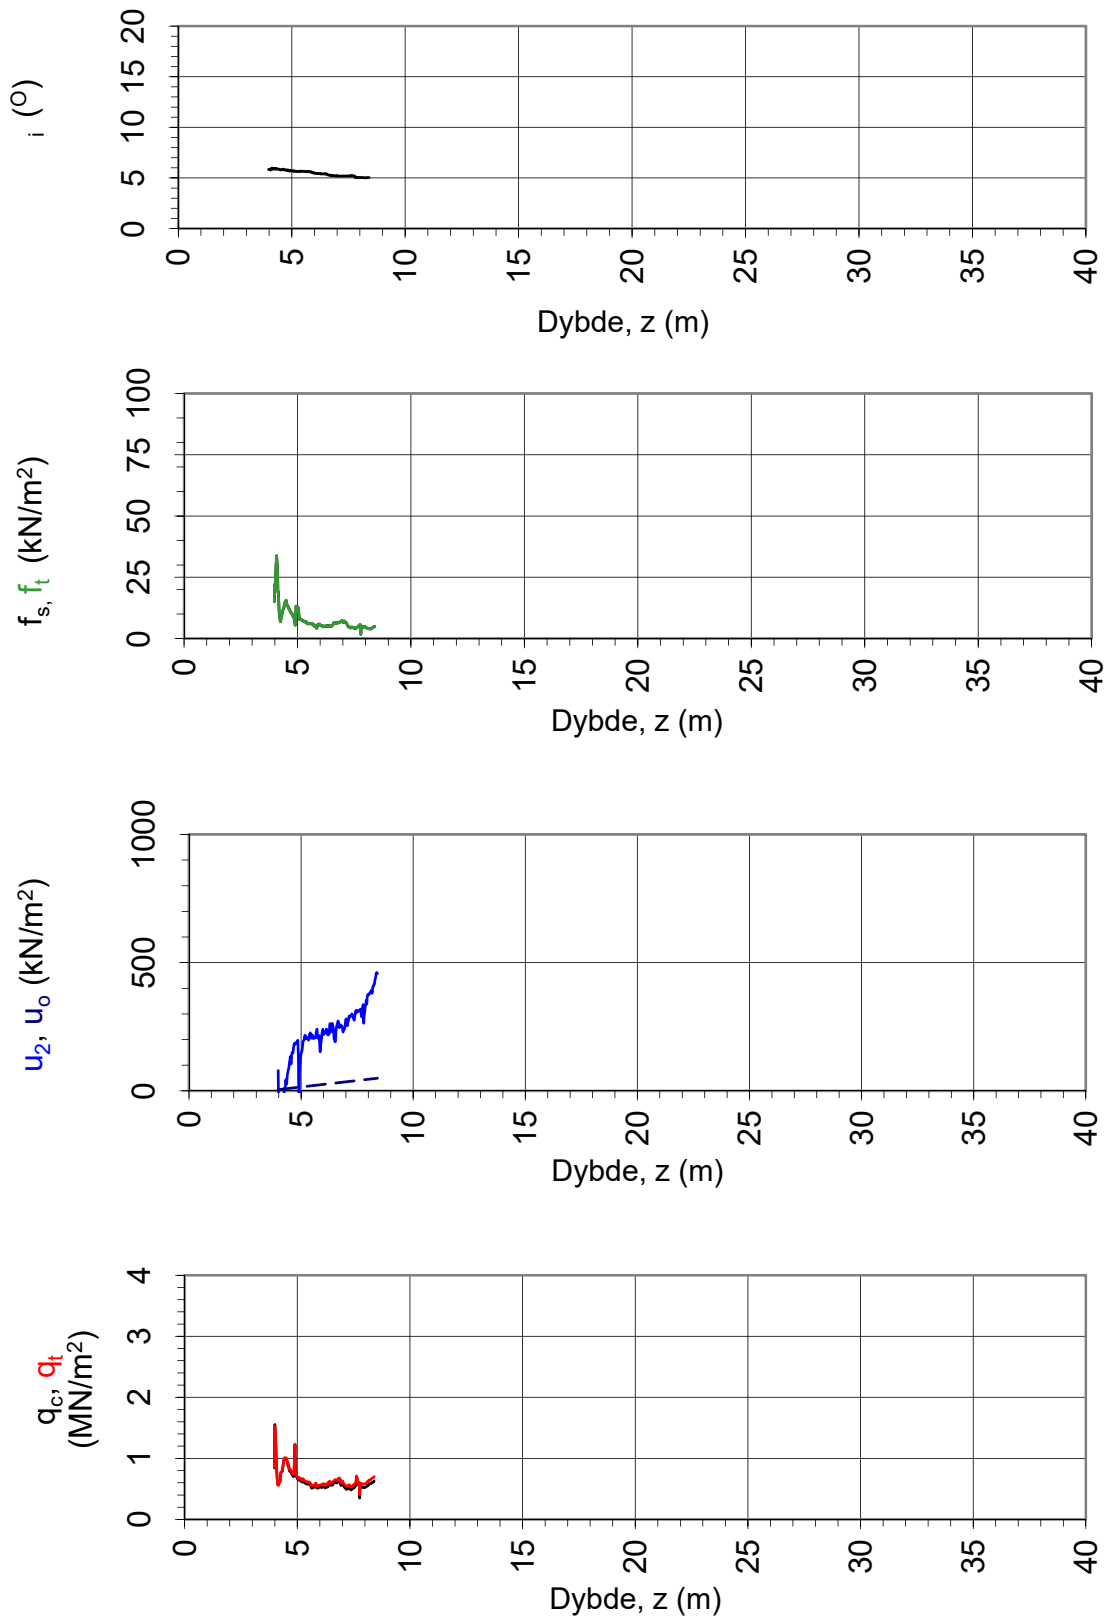 i (O)
20
15
10
5
0
0 5 10 15 20 25 30 35 40
Dybde, z (m)
fs, ft (kN/m2)
100
75
50
25
0
0 5 10 15 20 25 30 35 40
Dybde, z (m)
u2, uo (kN/m2)
1000
500
0
0 5 10 15 20 25 30 35 40
Dybde, z (m)
qc, qt
(MN/m2)
4
3
2
1
0
0 5 10 15 20 25 30 35 40
Dybde, z (m)